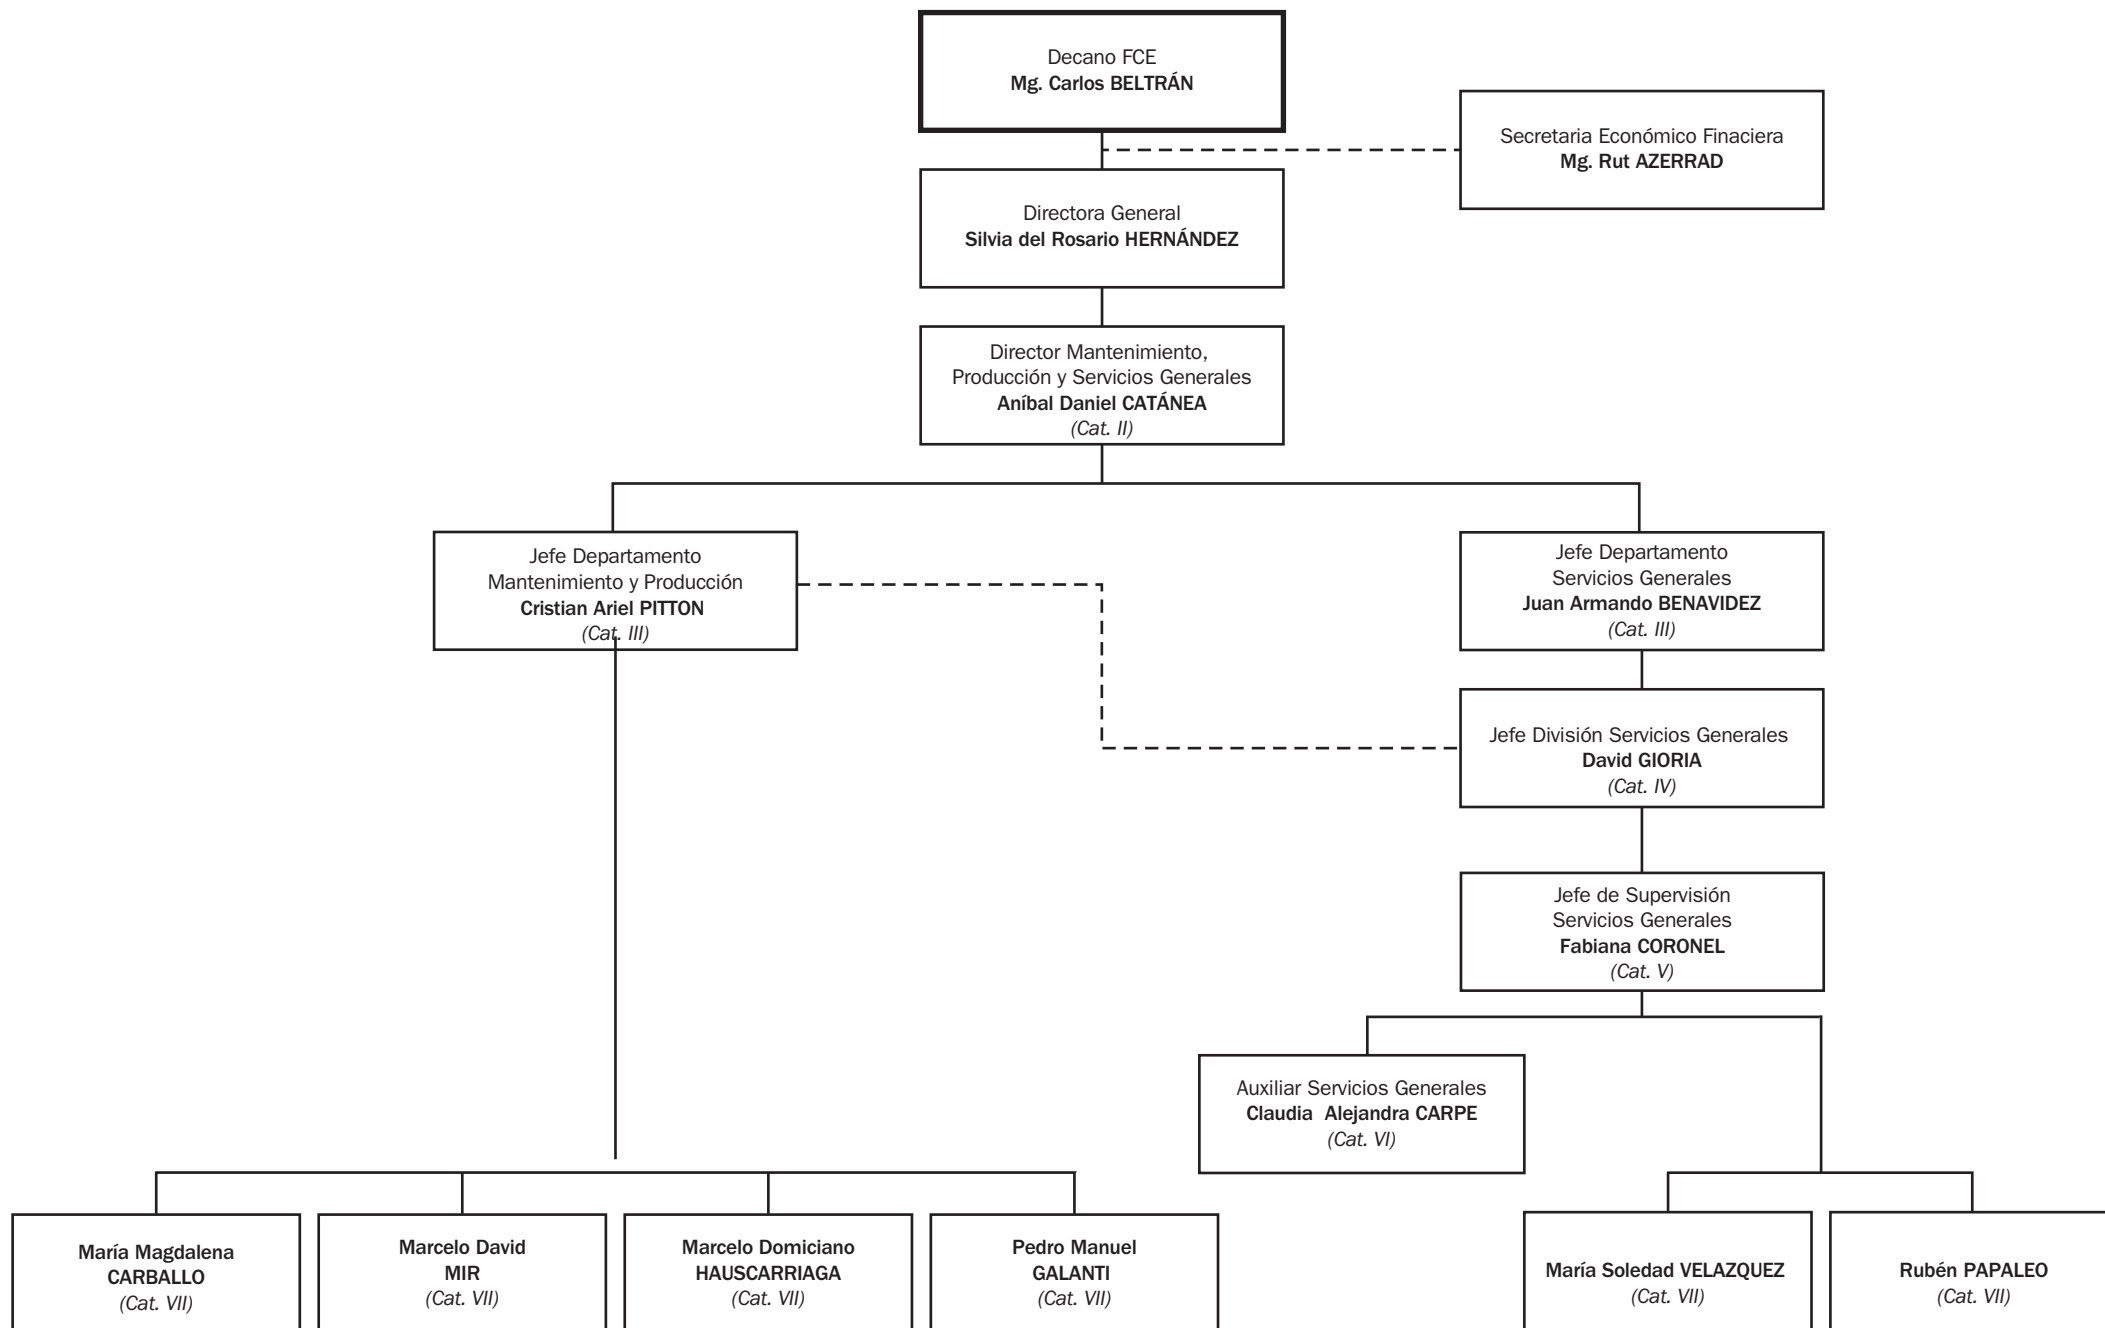 Decano FCE
Mg. Carlos BELTRÁN
Secretaria Económico Finaciera
Mg. Rut AZERRAD
Directora General
Silvia del Rosario HERNÁNDEZ
Director Mantenimiento,
Producción y Servicios Generales
Aníbal Daniel CATÁNEA
(Cat. II)
Jefe Departamento
Mantenimiento y Producción
Cristian Ariel PITTON
(Cat. III)
Jefe Departamento
Servicios Generales
Juan Armando BENAVIDEZ
(Cat. III)
Jefe División Servicios Generales
David GIORIA
(Cat. IV)
Jefe de Supervisión
Servicios Generales
Fabiana CORONEL
(Cat. V)
Auxiliar Servicios Generales
Claudia  Alejandra CARPE
(Cat. VI)
María Magdalena
CARBALLO
(Cat. VII)
Marcelo David
MIR
(Cat. VII)
Marcelo Domiciano
HAUSCARRIAGA
(Cat. VII)
Pedro Manuel
GALANTI
(Cat. VII)
María Soledad VELAZQUEZ
(Cat. VII)
Rubén PAPALEO
(Cat. VII)